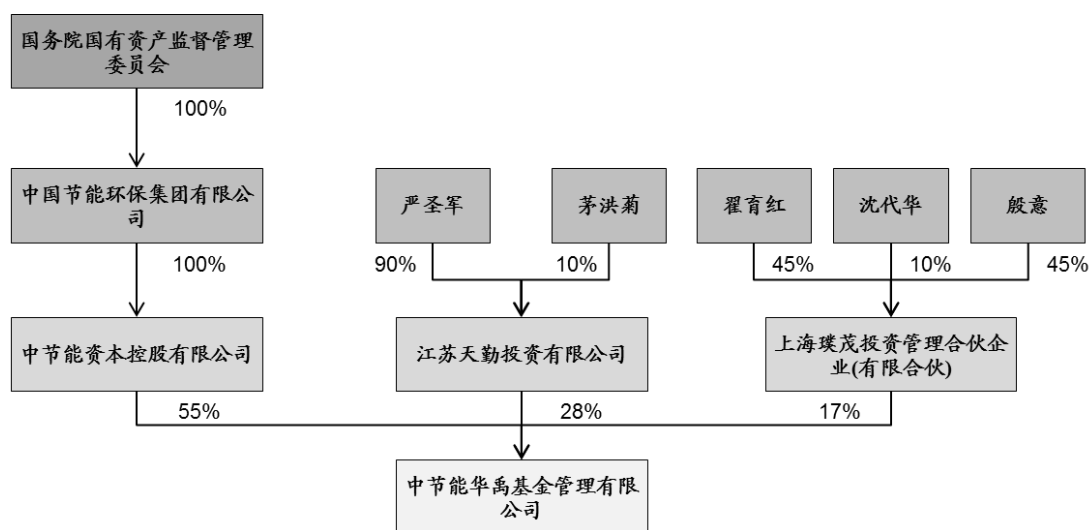 国务院国有资产监督管理
委员会
100%
中国节能环保集团有限公
司
严圣军
茅洪菊
翟育红
沈代华
殷意
100%
90%
10%
45%
10%
45%
中节能资本控股有限公司
江苏天勤投资有限公司
上海璞茂投资管理合伙企
业(有限合伙)
55%
28%
17%
中节能华禹基金管理有限
公司